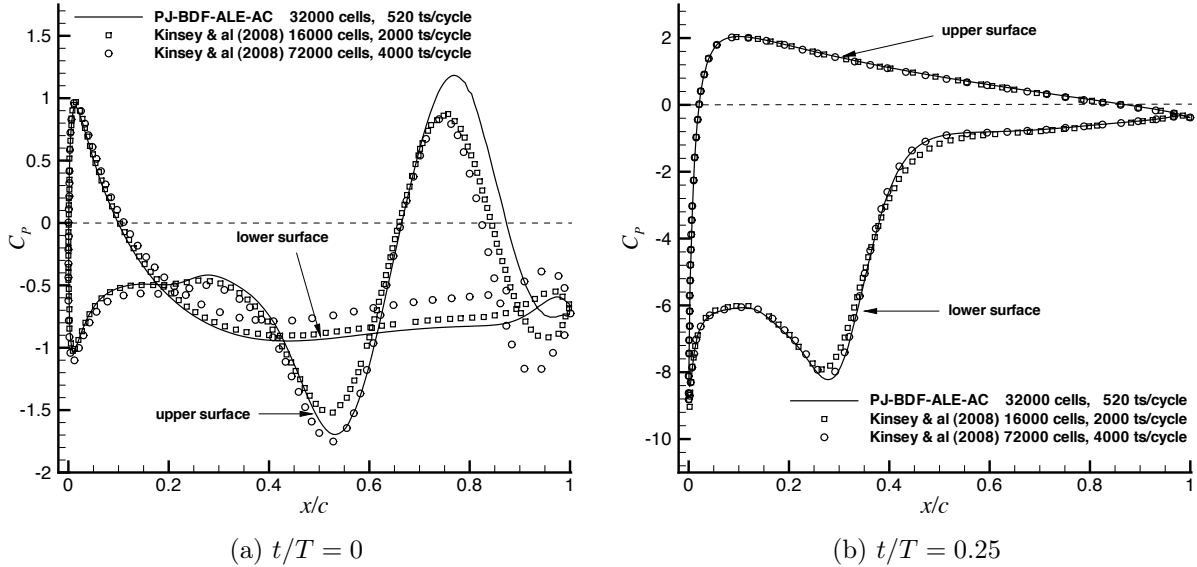 PJ-BDF-ALE-AC 32000 cells, 520 ts/cycle
Kinsey & al (2008) 16000 cells, 2000 ts/cycle
Kinsey & al (2008) 72000 cells, 4000 ts/cycle
1.5
1
0.5
0
-0.5
-1
-1.5
-2
C_P
lower surface
upper surface
0 0.2 0.4 0.6 0.8 1
x/c
(a) t/T = 0
2
0
-2
-4
-6
-8
-10
C_P
upper surface
lower surface
PJ-BDF-ALE-AC 32000 cells, 520 ts/cycle
Kinsey & al (2008) 16000 cells, 2000 ts/cycle
Kinsey & al (2008) 72000 cells, 4000 ts/cycle
0 0.2 0.4 0.6 0.8 1
x/c
(b) t/T = 0.25